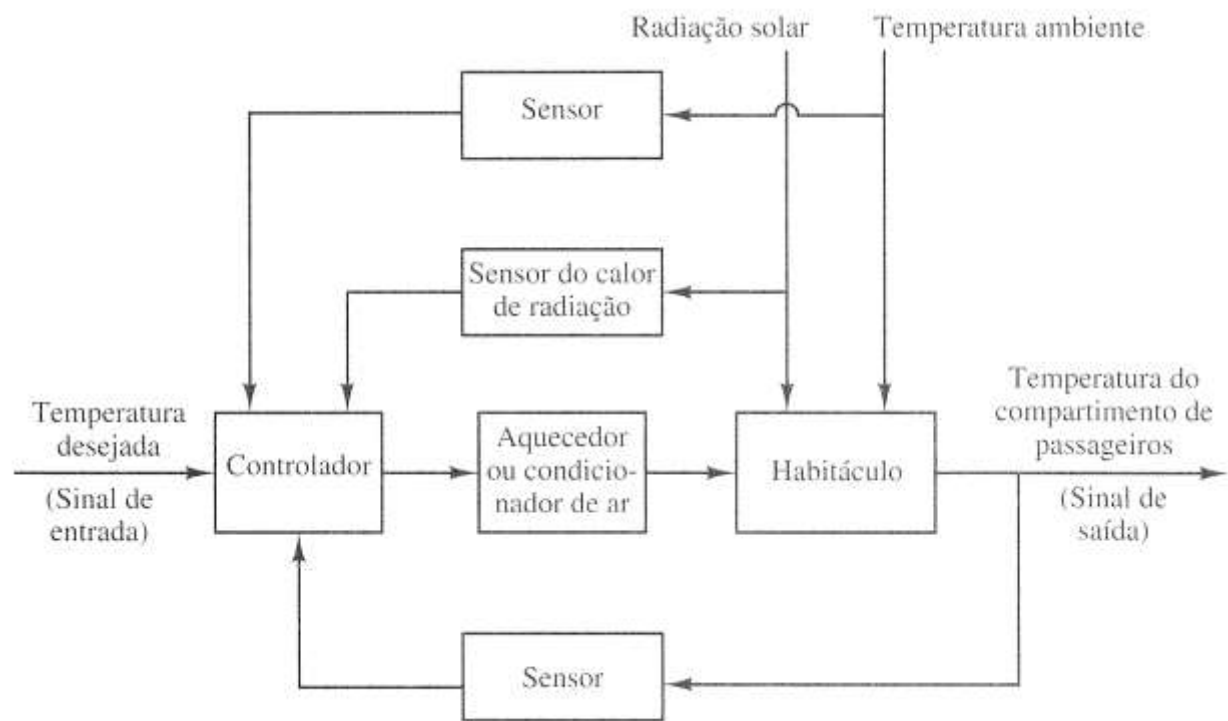 Radiação solar
Temperatura ambiente
Sensor
Sensor do calor
de radiação
Temperatura
desejada
(Sinal de
entrada)
Controlador
Aquecedor
ou condicio-
nador de ar
Habitáculo
Temperatura do
compartimento de
passageiros
(Sinal de
saída)
Sensor